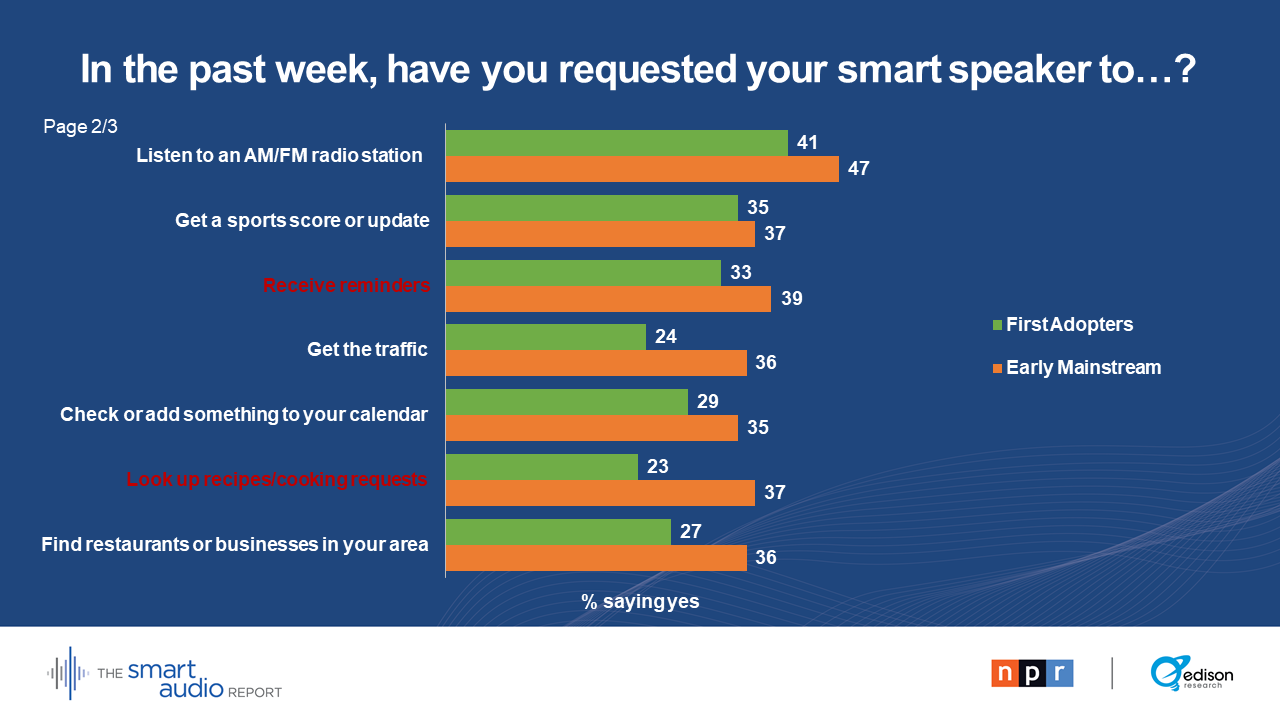 In the past week, have you requested your smart speaker to…?
Page 2/3
Listen to an AM/FM radio station
41
47
Get a sports score or update
35
37
Receive reminders
33
39
Get the traffic
24
36
Check or add something to your calendar
29
35
Look up recipes/cooking requests
23
37
Find restaurants or businesses in your area
27
36
First Adopters
Early Mainstream
% saying yes
THE smart
audio REPORT
npr
edison
research